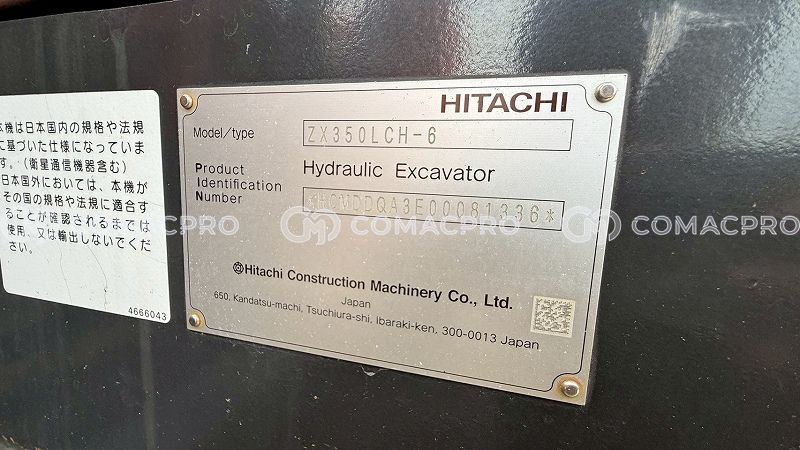 本機は日本国内の規格や法規
に基づいた仕様になっていま
す。(衛星通信機器含む)
日本国外においては、本機が
その国の規格や法規に適合す
ることが確認されるまでは
使用、又は輸出しないでくだ
さい。
4666043
HITACHI
Model/type ZX350LCH-6
Product Hydraulic Excavator
Identification
Number *HCMDDQA3E00081336*
Hitachi Construction Machinery Co., Ltd.
Japan
650, Kandatsu-machi, Tsuchiura-shi, Ibaraki-ken, 300-0013 Japan
COMACPRO COMACPRO COMACPRO